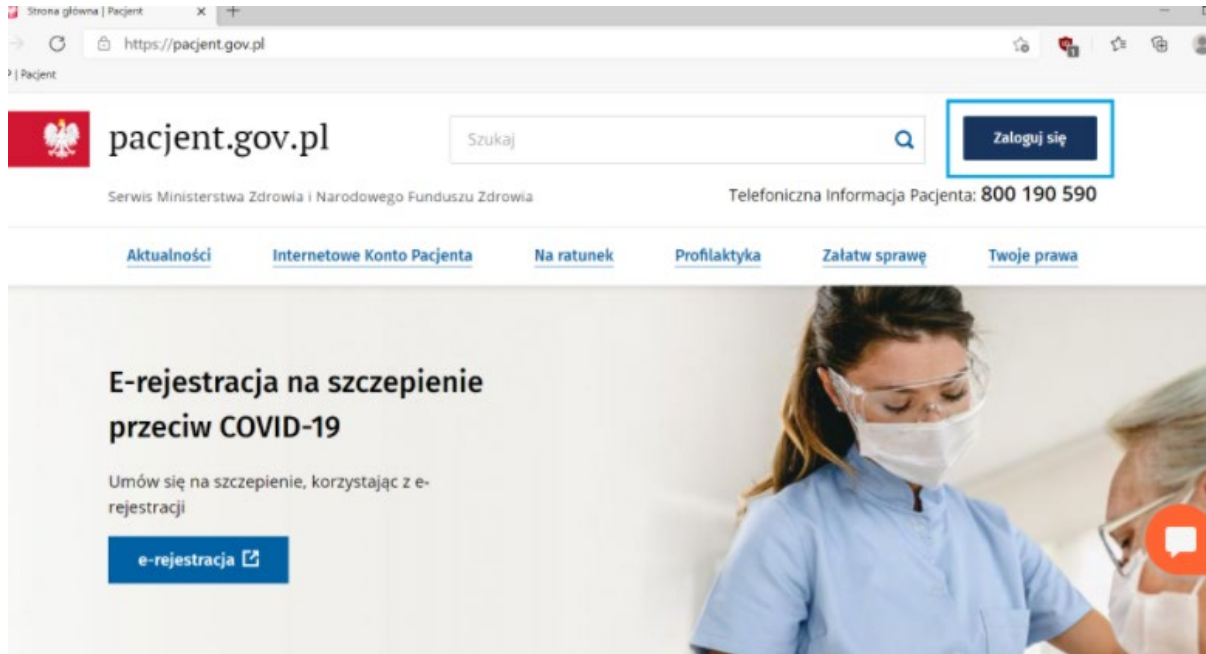 Strona główna | Pacjent
https://pacjent.gov.pl
| Pacjent
pacjent.gov.pl
Szukaj
Zaloguj się
Serwis Ministerstwa Zdrowia i Narodowego Funduszu Zdrowia
Telefoniczna Informacja Pacjenta: 800 190 590
Aktualności Internetowe Konto Pacjenta Na ratunek Profilaktyka Załatw sprawę Twoje prawa
E-rejestracja na szczepienie
przeciw COVID-19
Umów się na szczepienie, korzystając z e-
rejestracji
e-rejestracja